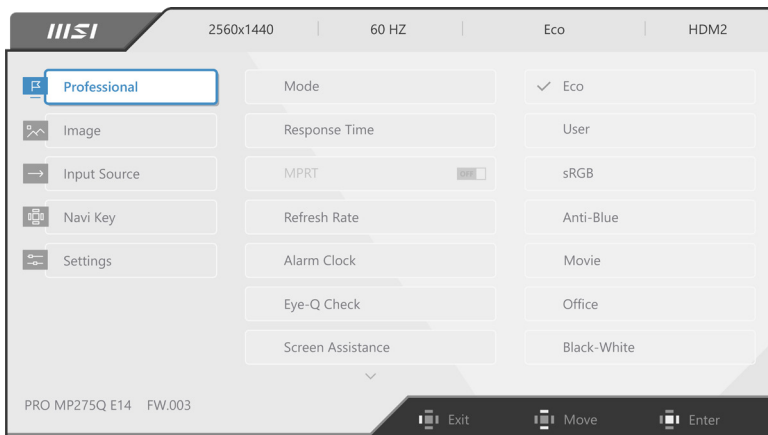 msi 2560x1440 60 HZ Eco HDM2
Professional Mode Eco
Image Response Time User
Input Source MPRT OFF sRGB
Navi Key Refresh Rate Anti-Blue
Settings Alarm Clock Movie
Eye-Q Check Office
Screen Assistance Black-White
PRO MP275Q E14 FW.003 Exit Move Enter